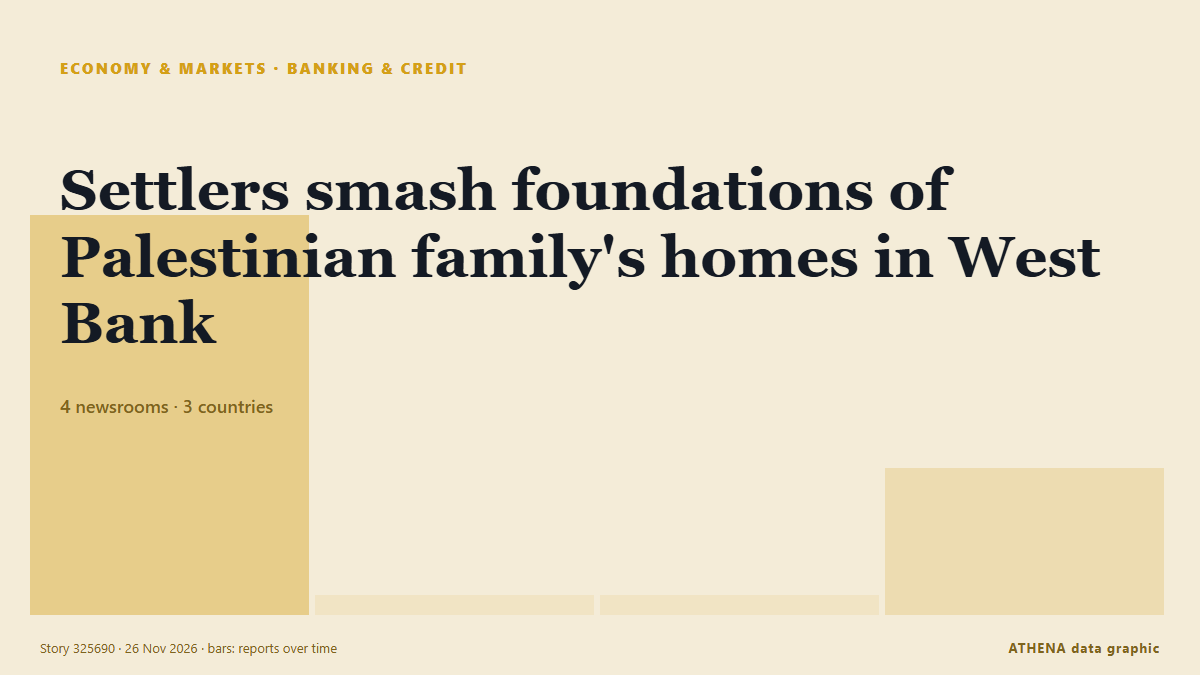 ECONOMY & MARKETS · BANKING & CREDIT
Settlers smash foundations of
Palestinian family's homes in West
Bank
4 newsrooms · 3 countries
Story 325690 · 26 Nov 2026 · bars: reports over time
ATHENA data graphic